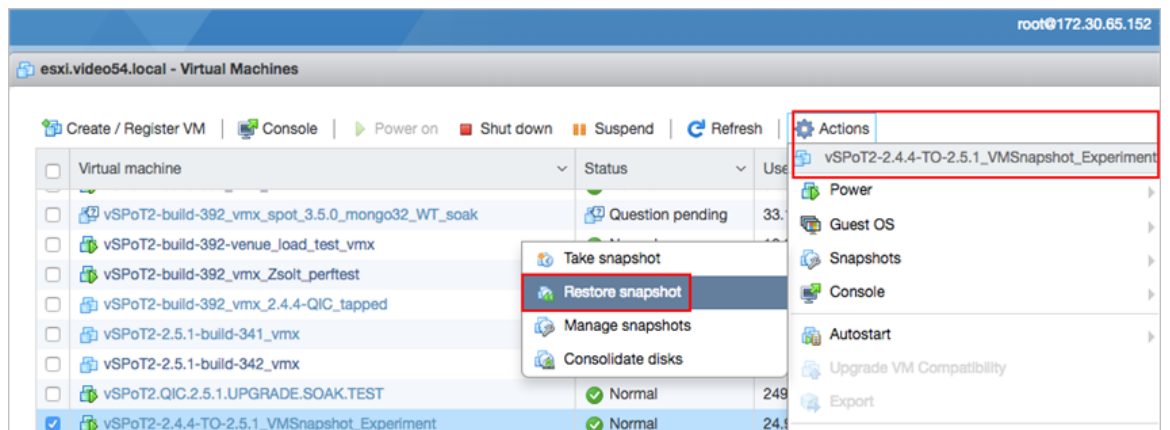 root@172.30.65.152
esxi.video54.local - Virtual Machines
Create / Register VM | Console | Power on Shut down Suspend | Refresh | Actions
Virtual machine Status Use
vSPoT2-2.4.4-TO-2.5.1_VMSnapshot_Experiment
Power
vSPoT2-build-392_vmx_spot_3.5.0_mongo32_WT_soak Question pending 33.
Guest OS
vSPoT2-build-392-venue_load_test_vmx
Take snapshot
Snapshots
vSPoT2-build-392_vmx_Zsolt_perftest
Restore snapshot
Console
vSPoT2-build-392_vmx_2.4.4-QIC_tapped
Manage snapshots
Autostart
vSPoT2-2.5.1-build-341_vmx
Consolidate disks
vSPoT2-2.5.1-build-342_vmx
Upgrade VM Compatibility
vSPoT2.QIC.2.5.1.UPGRADE.SOAK.TEST Normal 249
Export
vSPoT2-2.4.4-TO-2.5.1_VMSnapshot_Experiment Normal 24.9